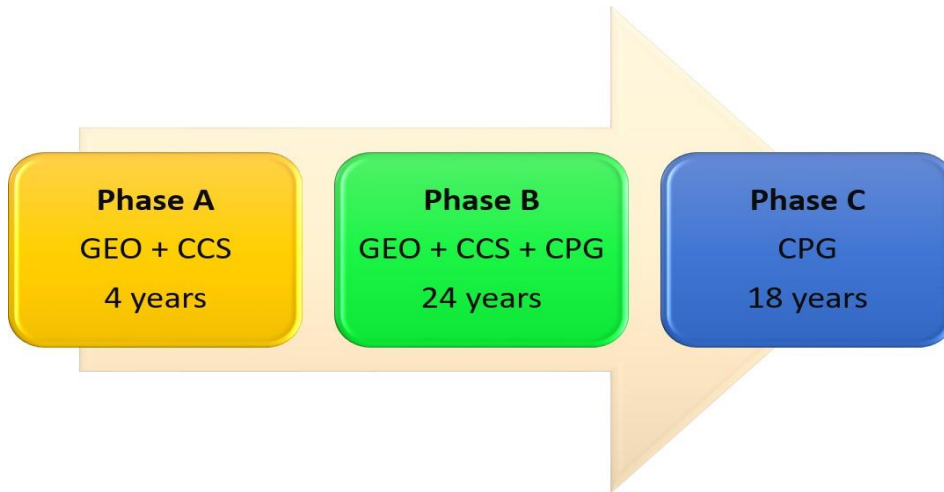 Phase A
GEO + CCS
4 years
Phase B
GEO + CCS + CPG
24 years
Phase C
CPG
18 years